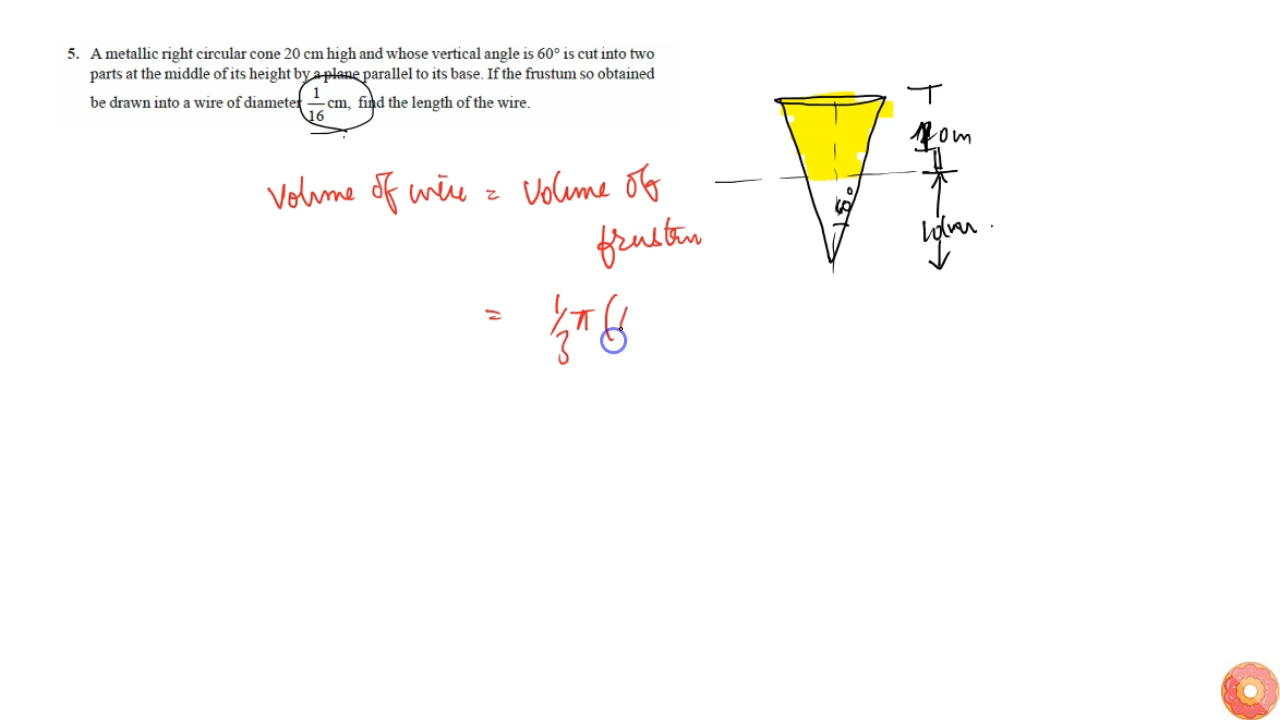 5. A metallic right circular cone 20 cm high and whose vertical angle is 60° is cut into two
parts at the middle of its height by a plane parallel to its base. If the frustum so obtained
be drawn into a wire of diameter 1/16 cm, find the length of the wire.
T
10m
Volume of wire = Volume of
frustum
60°
= 1/3 π (